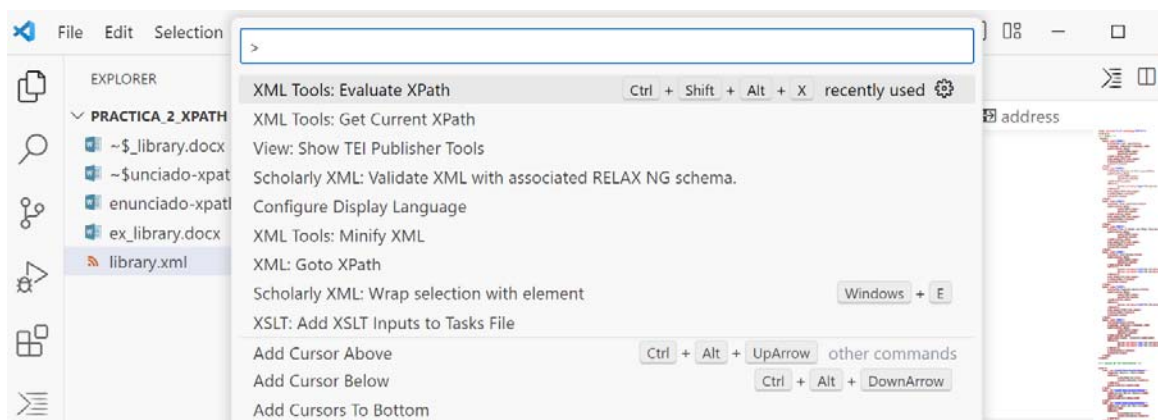 File Edit Selection
>
EXPLORER
PRACTICA_2_XPATH
~$_library.docx
~$unciado-xpat
enunciado-xpatl
ex_library.docx
library.xml
XML Tools: Evaluate XPath Ctrl + Shift + Alt + X recently used
XML Tools: Get Current XPath
View: Show TEI Publisher Tools
Scholarly XML: Validate XML with associated RELAX NG schema.
Configure Display Language
XML Tools: Minify XML
XML: Goto XPath
Scholarly XML: Wrap selection with element Windows + E
XSLT: Add XSLT Inputs to Tasks File
Add Cursor Above Ctrl + Alt + UpArrow other commands
Add Cursor Below Ctrl + Alt + DownArrow
Add Cursors To Bottom
address